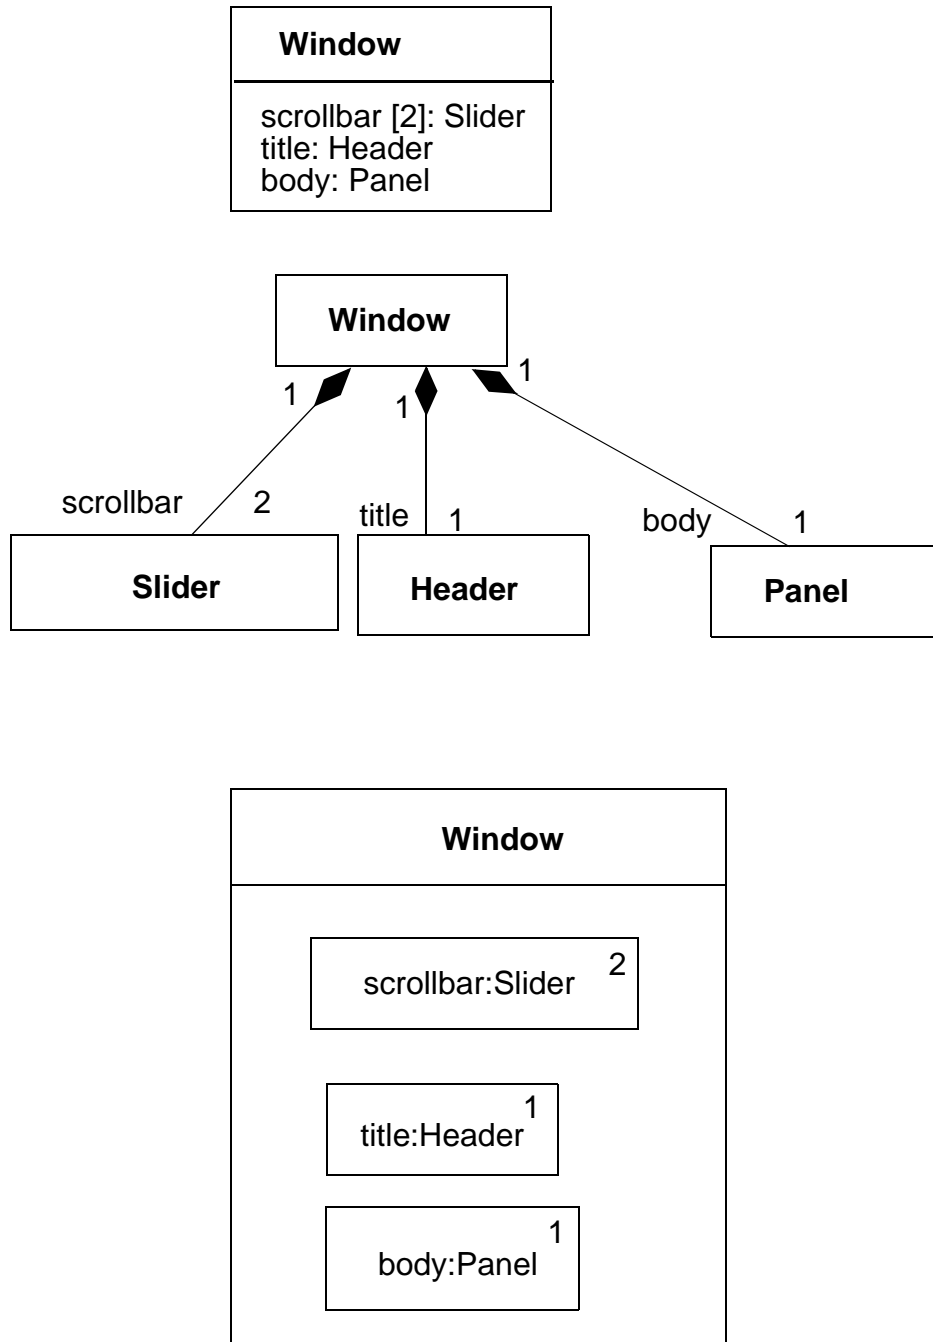 Window
scrollbar [2]: Slider
title: Header
body: Panel
Window
1
1
1
scrollbar
2
title
1
body
1
Slider
Header
Panel
Window
scrollbar:Slider
2
title:Header
1
body:Panel
1